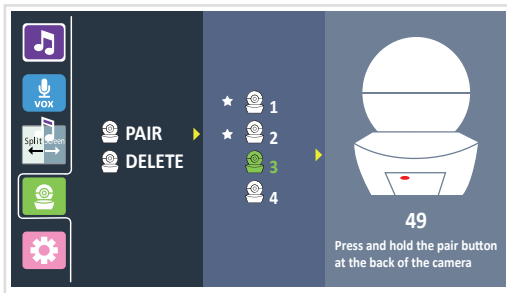 VOX
Split Screen
PAIR
DELETE
1
2
3
4
49
Press and hold the pair button
at the back of the camera